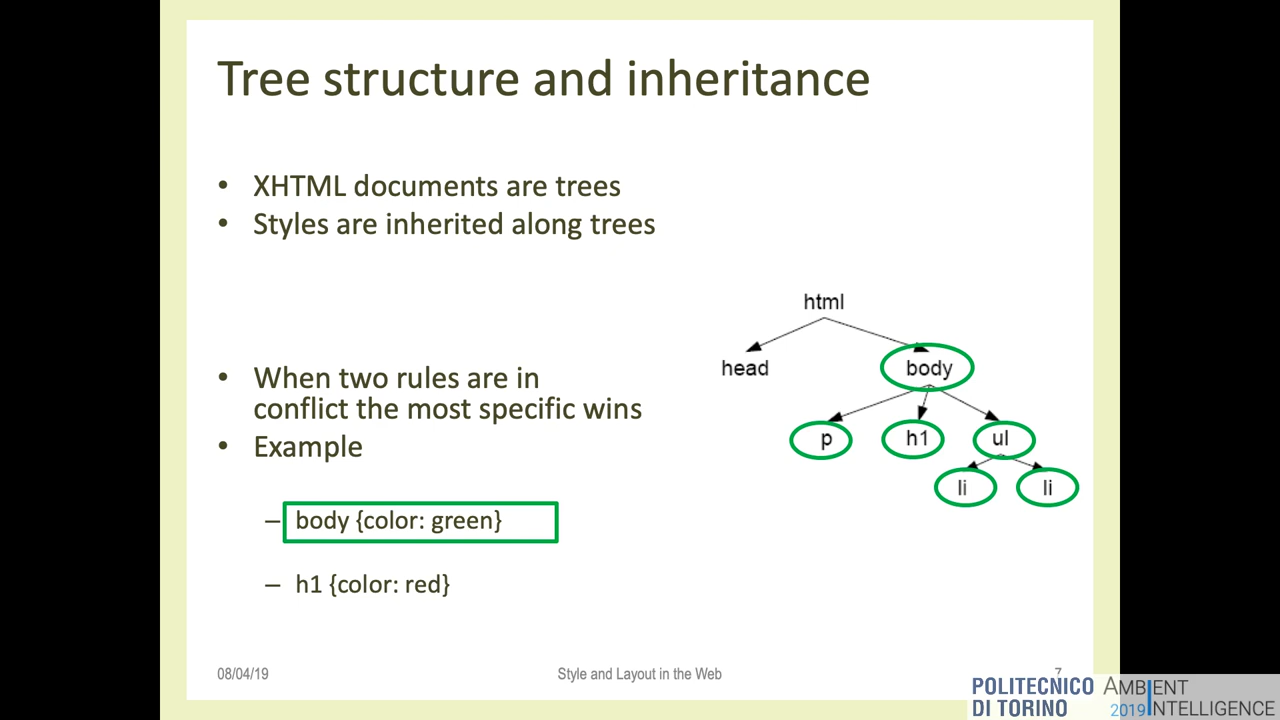 Tree structure and inheritance
• XHTML documents are trees
• Styles are inherited along trees
html
head
body
• When two rules are in
conflict the most specific wins
p
h1
ul
• Example
li
li
– body {color: green}
– h1 {color: red}
08/04/19
Style and Layout in the Web
7
POLITECNICO
DI TORINO
AMBIENT
2019 INTELLIGENCE